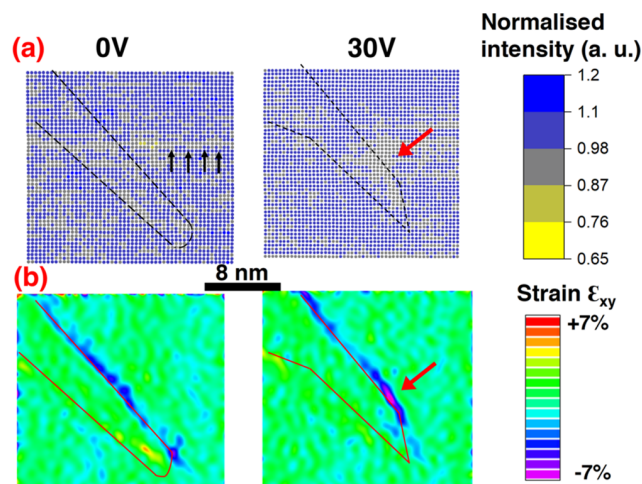 (a)
0V
30V
Normalised
intensity (a. u.)
1.2
1.1
0.98
0.87
0.76
0.65
(b)
8 nm
Strain Ɛxy
+7%
-7%